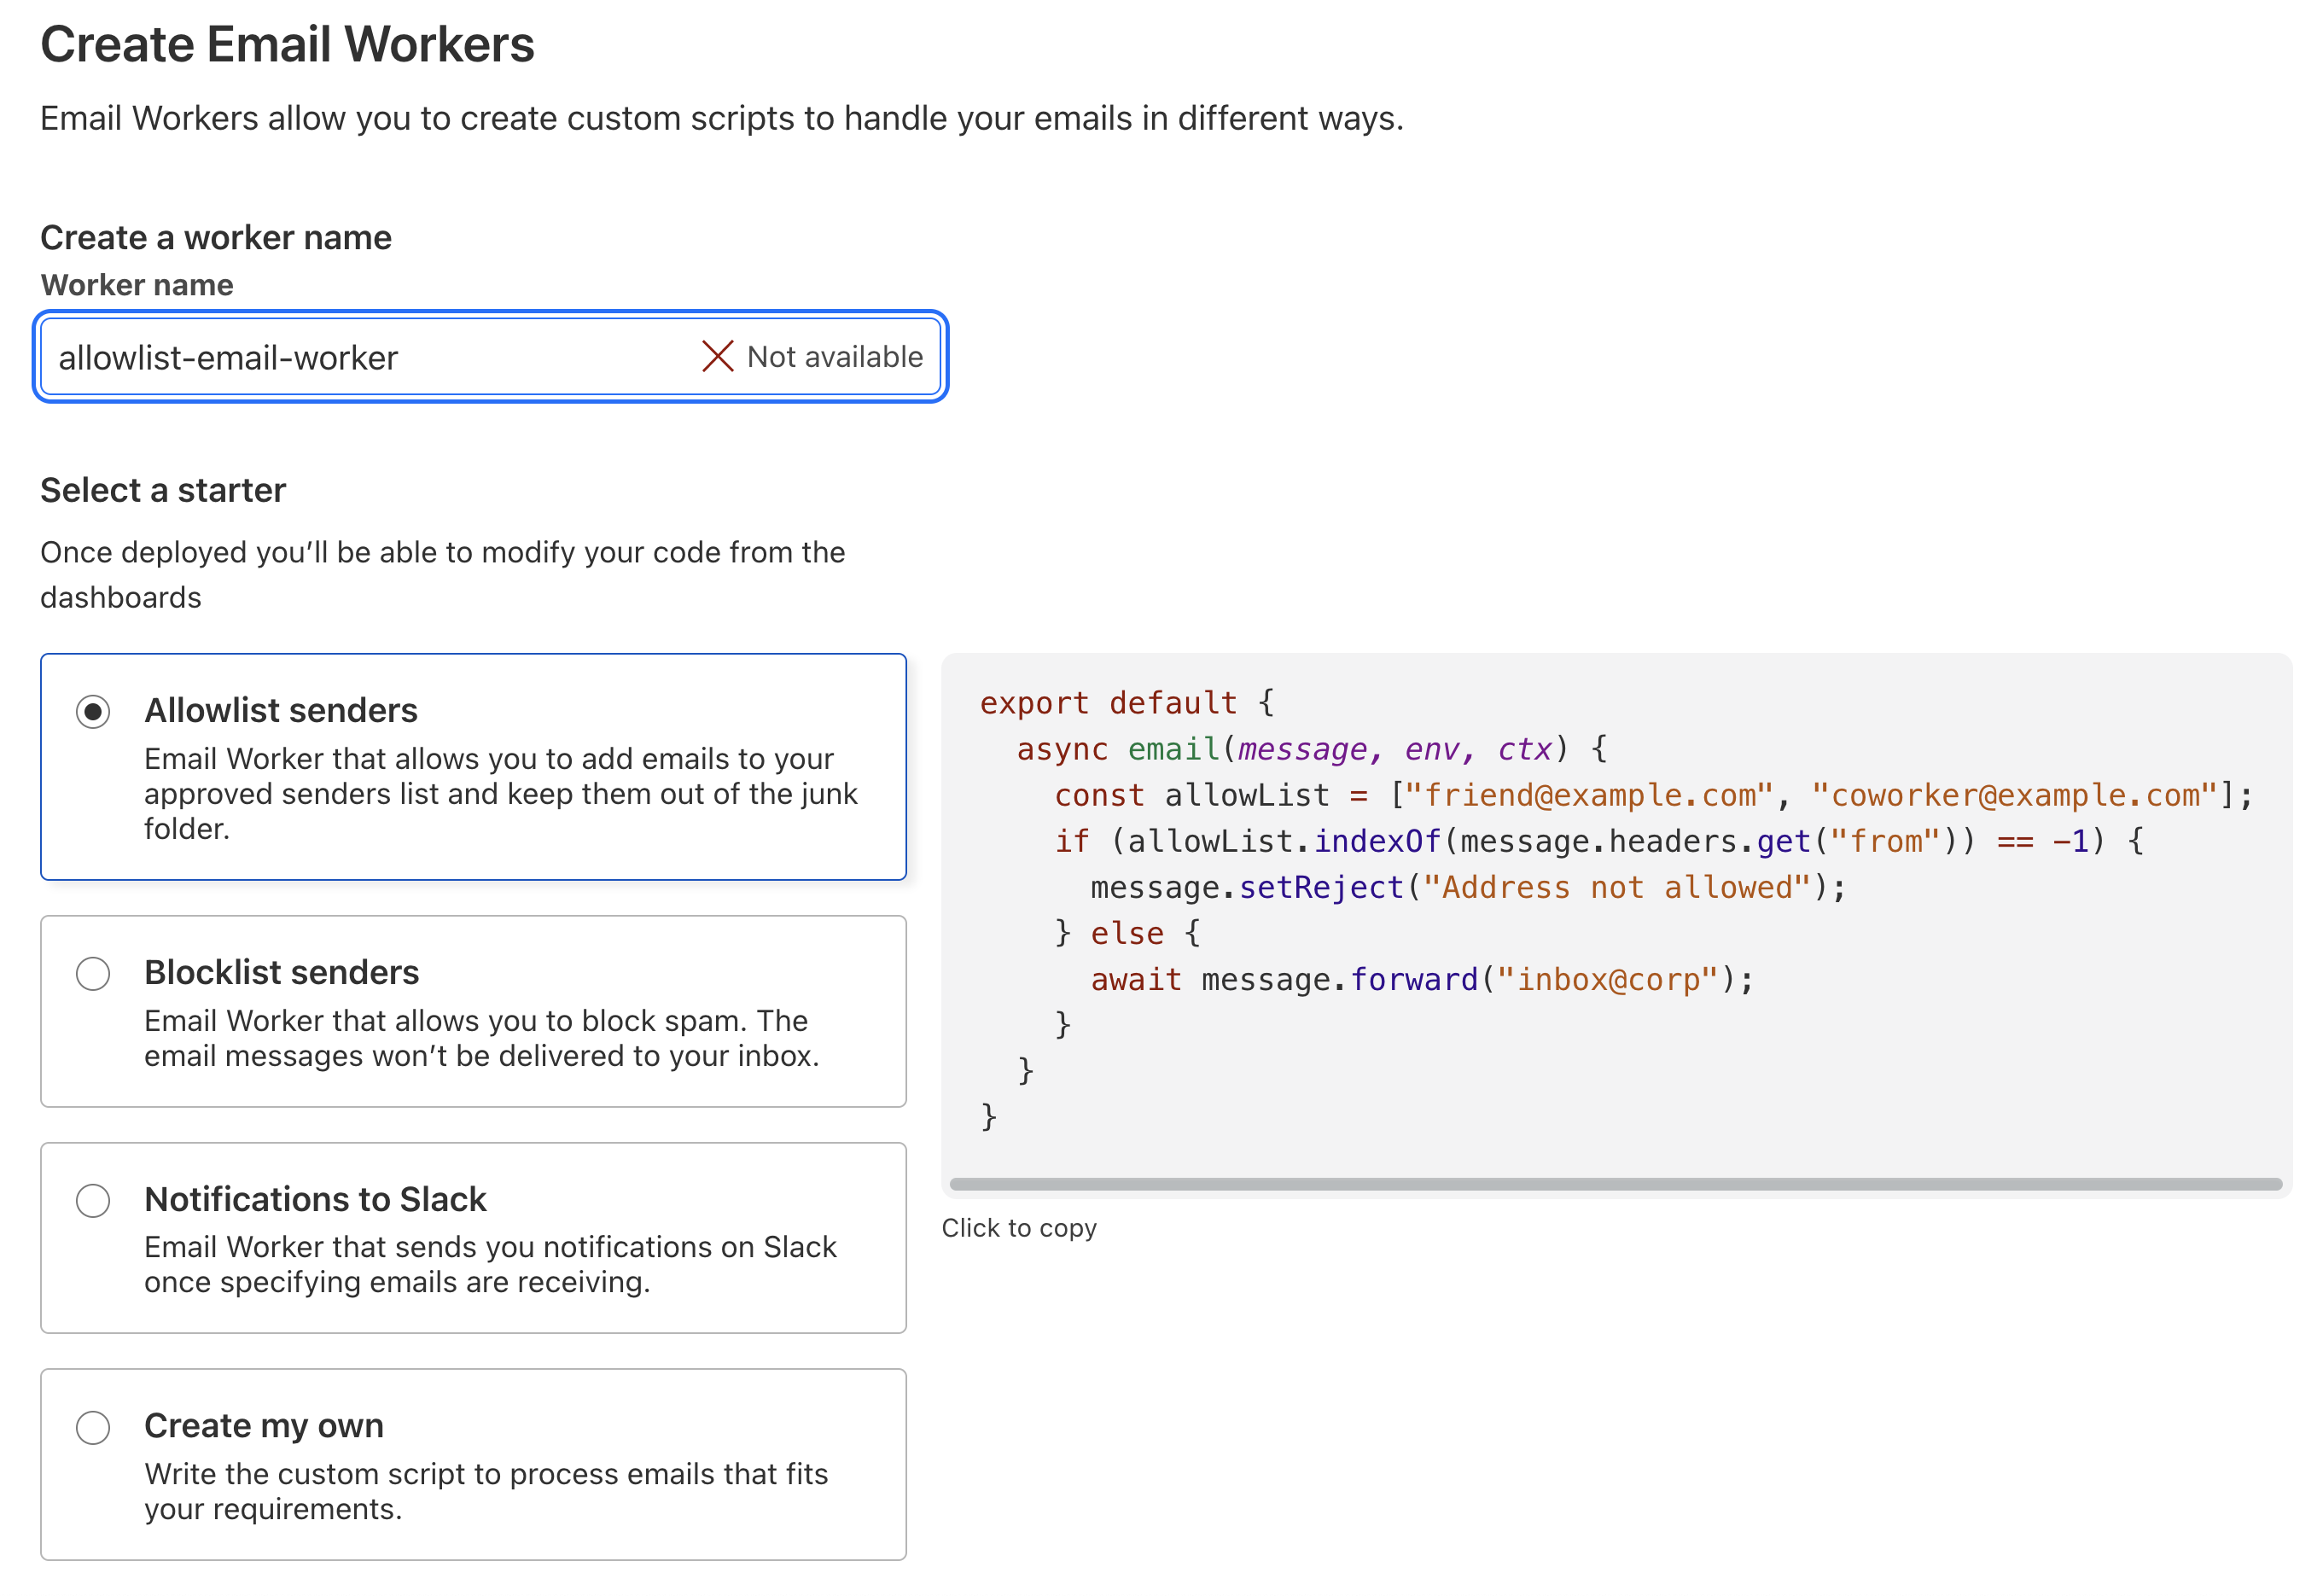 Create Email Workers
Email Workers allow you to create custom scripts to handle your emails in different ways.
Create a worker name
Worker name
allowlist-email-worker
Not available
Select a starter
Once deployed you’ll be able to modify your code from the
dashboards
Allowlist senders
Email Worker that allows you to add emails to your
approved senders list and keep them out of the junk
folder.
Blocklist senders
Email Worker that allows you to block spam. The
email messages won’t be delivered to your inbox.
Notifications to Slack
Email Worker that sends you notifications on Slack
once specifying emails are receiving.
Create my own
Write the custom script to process emails that fits
your requirements.
export default {
  async email(message, env, ctx) {
    const allowList = ["friend@example.com", "coworker@example.com"];
    if (allowList.indexOf(message.headers.get("from")) == -1) {
      message.setReject("Address not allowed");
    } else {
      await message.forward("inbox@corp");
    }
  }
}
Click to copy